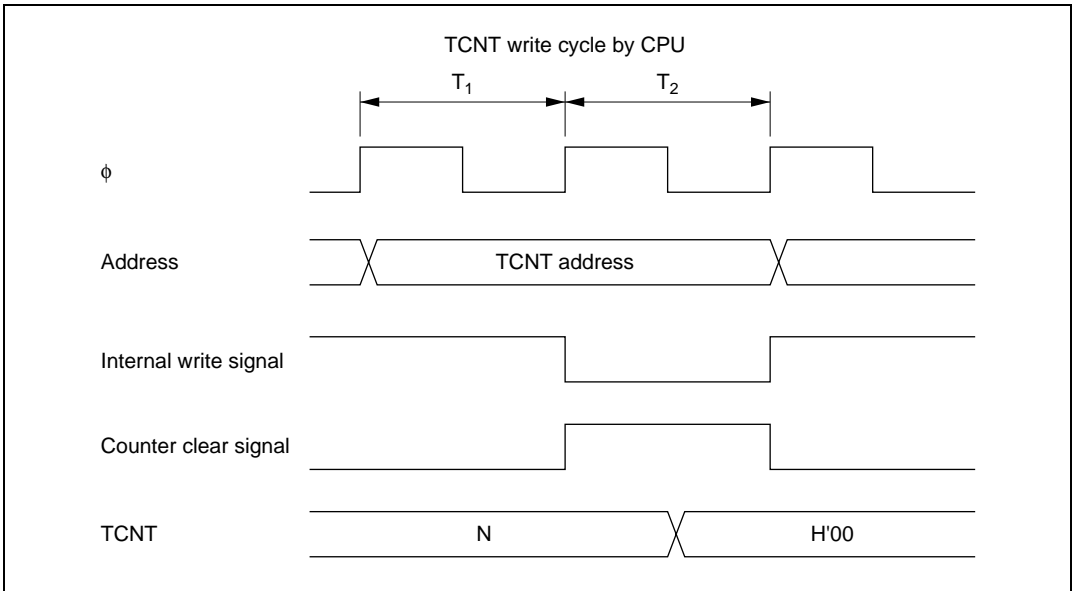 TCNT write cycle by CPU
T1 T2
ϕ
Address TCNT address
Internal write signal
Counter clear signal
TCNT N H'00